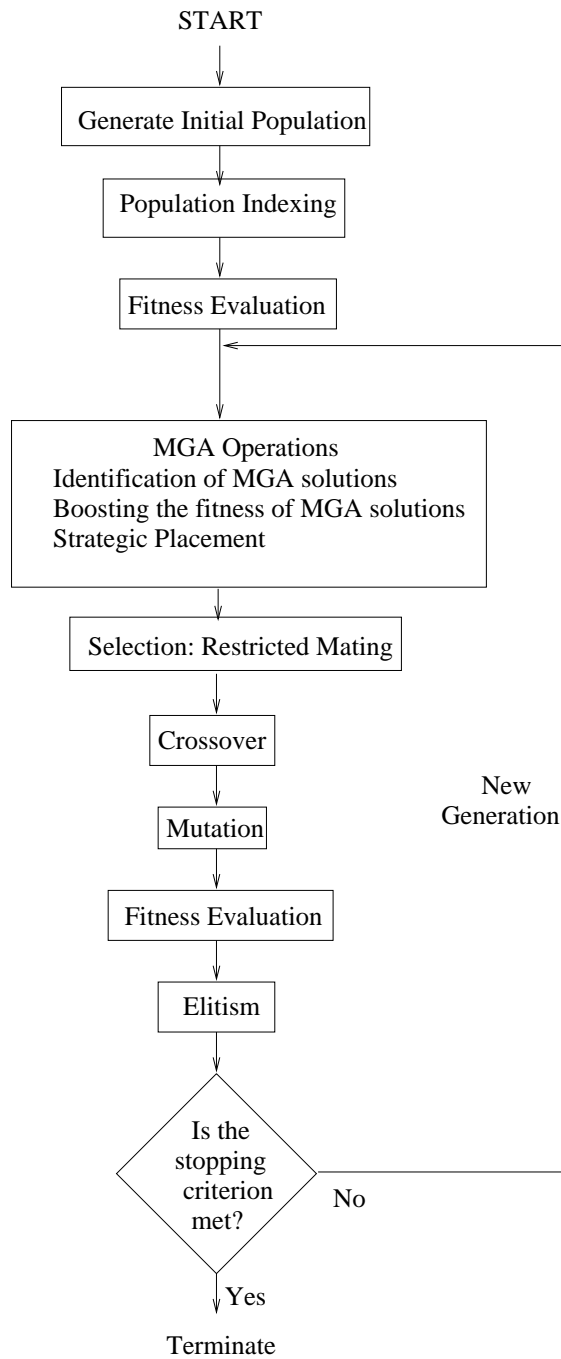 START
Generate Initial Population
Population Indexing
Fitness Evaluation
MGA Operations
Identification of MGA solutions
Boosting the fitness of MGA solutions
Strategic Placement
Selection: Restricted Mating
Crossover
New
Generation
Mutation
Fitness Evaluation
Elitism
Is the
stopping
criterion
met?
No
Yes
Terminate